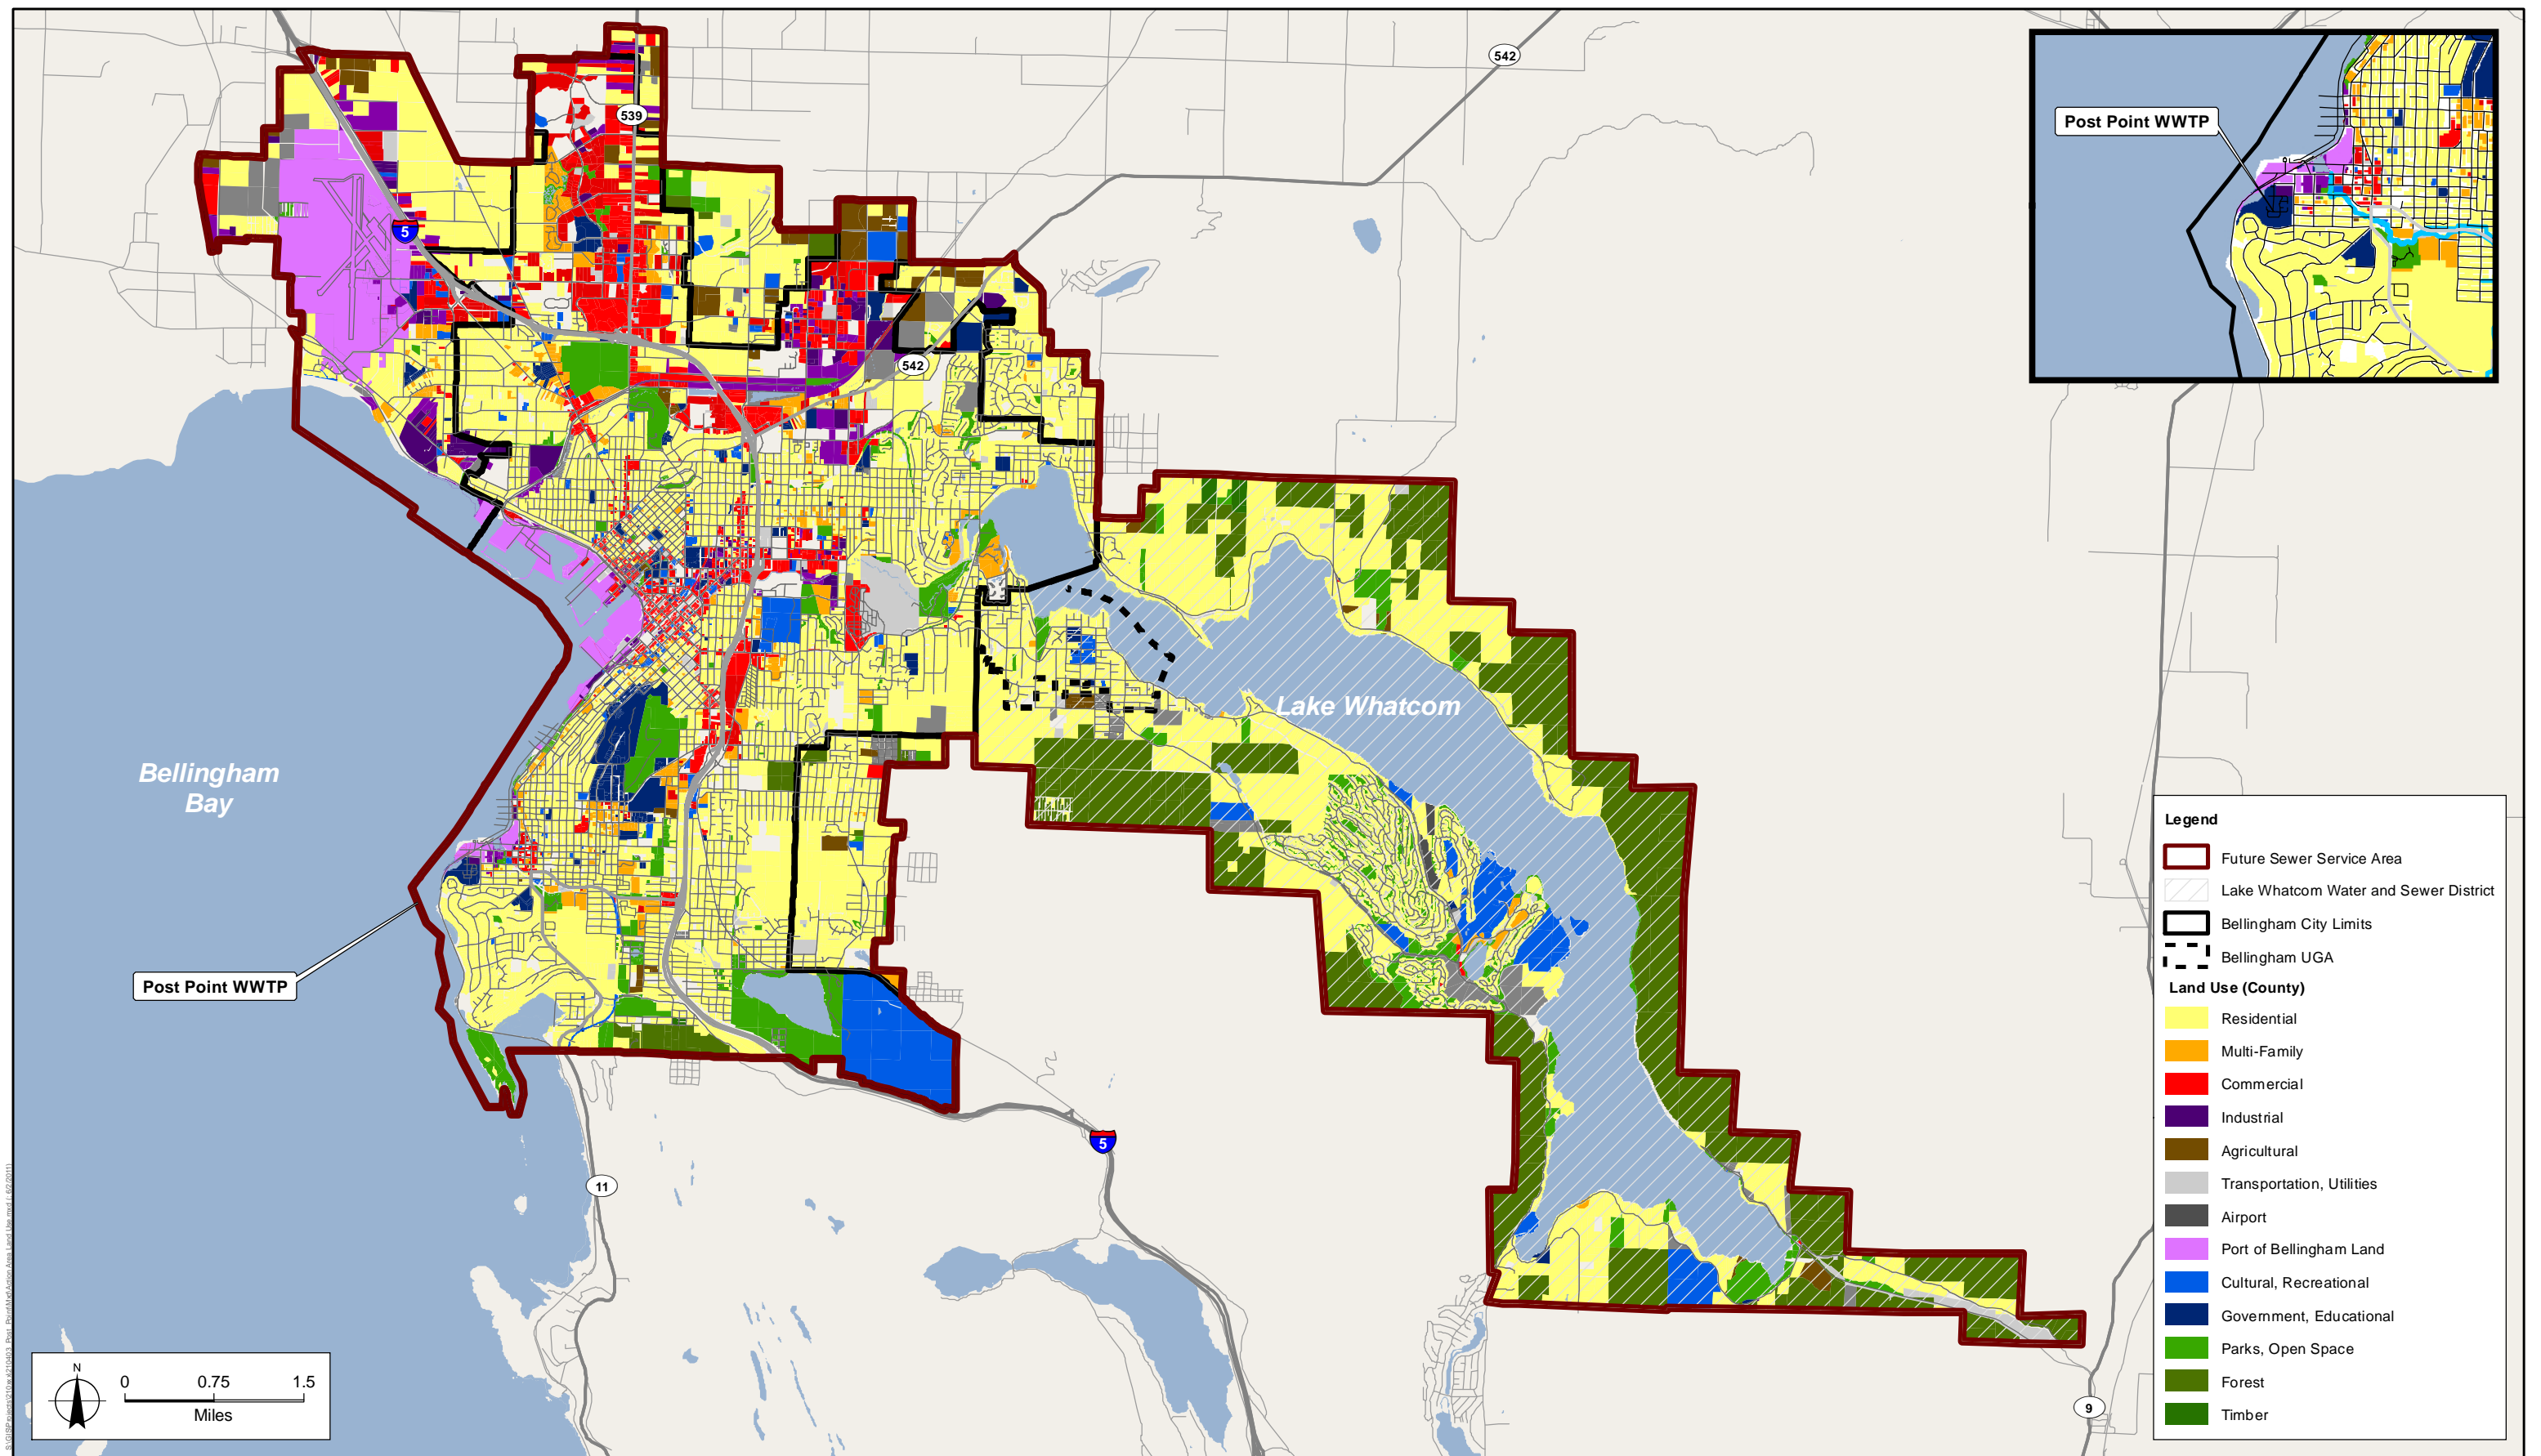 542
539
Post Point WWTP
5
542
Lake Whatcom
Bellingham
Bay
Post Point WWTP
5
11
9
Legend
Future Sewer Service Area
Lake Whatcom Water and Sewer District
Bellingham City Limits
Bellingham UGA
Land Use (County)
Residential
Multi-Family
Commercial
Industrial
Agricultural
Transportation, Utilities
Airport
Port of Bellingham Land
Cultural, Recreational
Government, Educational
Parks, Open Space
Forest
Timber
N
0 0.75 1.5
Miles